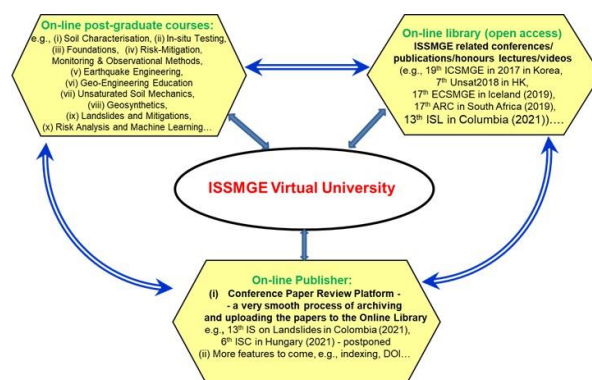 On-line post-graduate courses:
e.g., (i) Soil Characterisation, (ii) In-situ Testing,
(iii) Foundations, (iv) Risk-Mitigation,
Monitoring & Observational Methods,
(v) Earthquake Engineering,
(vi) Geo-Engineering Education
(vii) Unsaturated Soil Mechanics,
(viii) Geosynthetics,
(ix) Landslides and Mitigations,
(x) Risk Analysis and Machine Learning…
On-line library (open access)
ISSMGE related conferences/
publications/honours lectures/videos
(e.g., 19th ICSMGE in 2017 in Korea,
7th Unsat2018 in HK,
17th ECSMGE in Iceland (2019),
17th ARC in South Africa (2019),
13th ISL in Columbia (2021))….
ISSMGE Virtual University
On-line Publisher:
(i) Conference Paper Review Platform -
- a very smooth process of archiving
and uploading the papers to the Online Library
e.g., 13th IS on Landslides in Colombia (2021),
6th ISC in Hungary (2021) - postponed
(ii) More features to come, e.g., indexing, DOI…